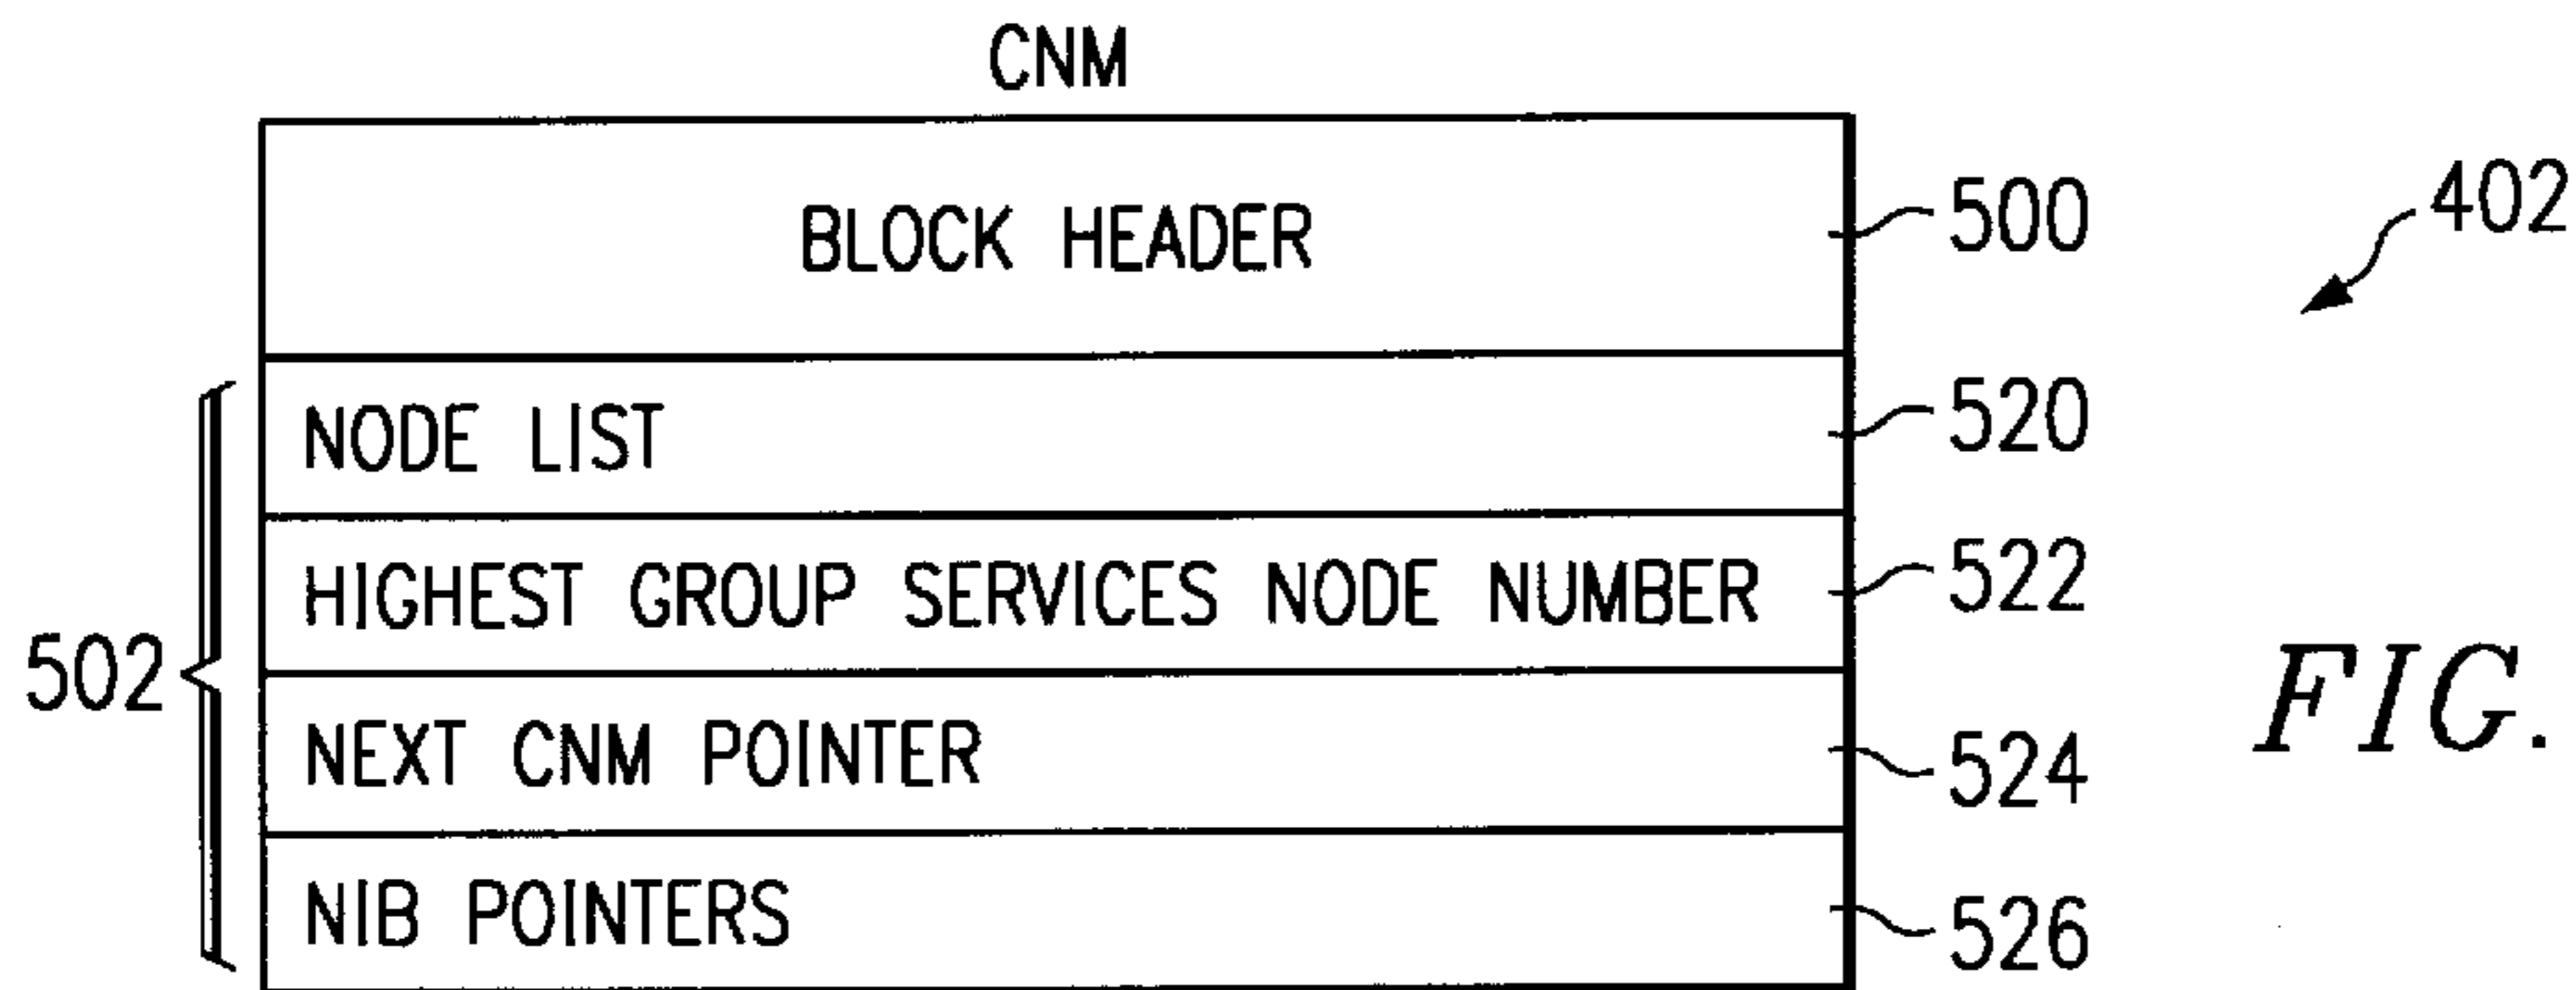 CNM
BLOCK HEADER 500
402
NODE LIST 520
HIGHEST GROUP SERVICES NODE NUMBER 522
502
FIG.
NEXT CNM POINTER 524
NIB POINTERS 526